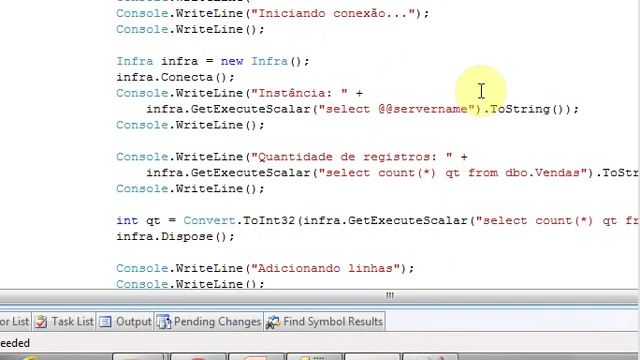 Console.WriteLine("Iniciando conexão...");
Console.WriteLine();
Infra infra = new Infra();
infra.Conecta();
Console.WriteLine("Instância: " +
infra.GetExecuteScalar("select @@servername").ToString());
Console.WriteLine();
Console.WriteLine("Quantidade de registros: " +
infra.GetExecuteScalar("select count(*) qt from dbo.Vendas").ToStr
Console.WriteLine();
int qt = Convert.ToInt32(infra.GetExecuteScalar("select count(*) qt fr
infra.Dispose();
Console.WriteLine("Adicionando linhas");
Console.WriteLine();
or List Task List Output Pending Changes Find Symbol Results
eeded